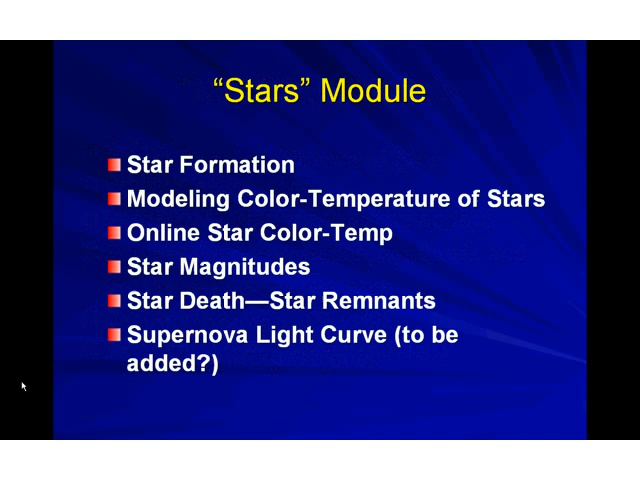 “Stars” Module
Star Formation
Modeling Color-Temperature of Stars
Online Star Color-Temp
Star Magnitudes
Star Death—Star Remnants
Supernova Light Curve (to be
added?)